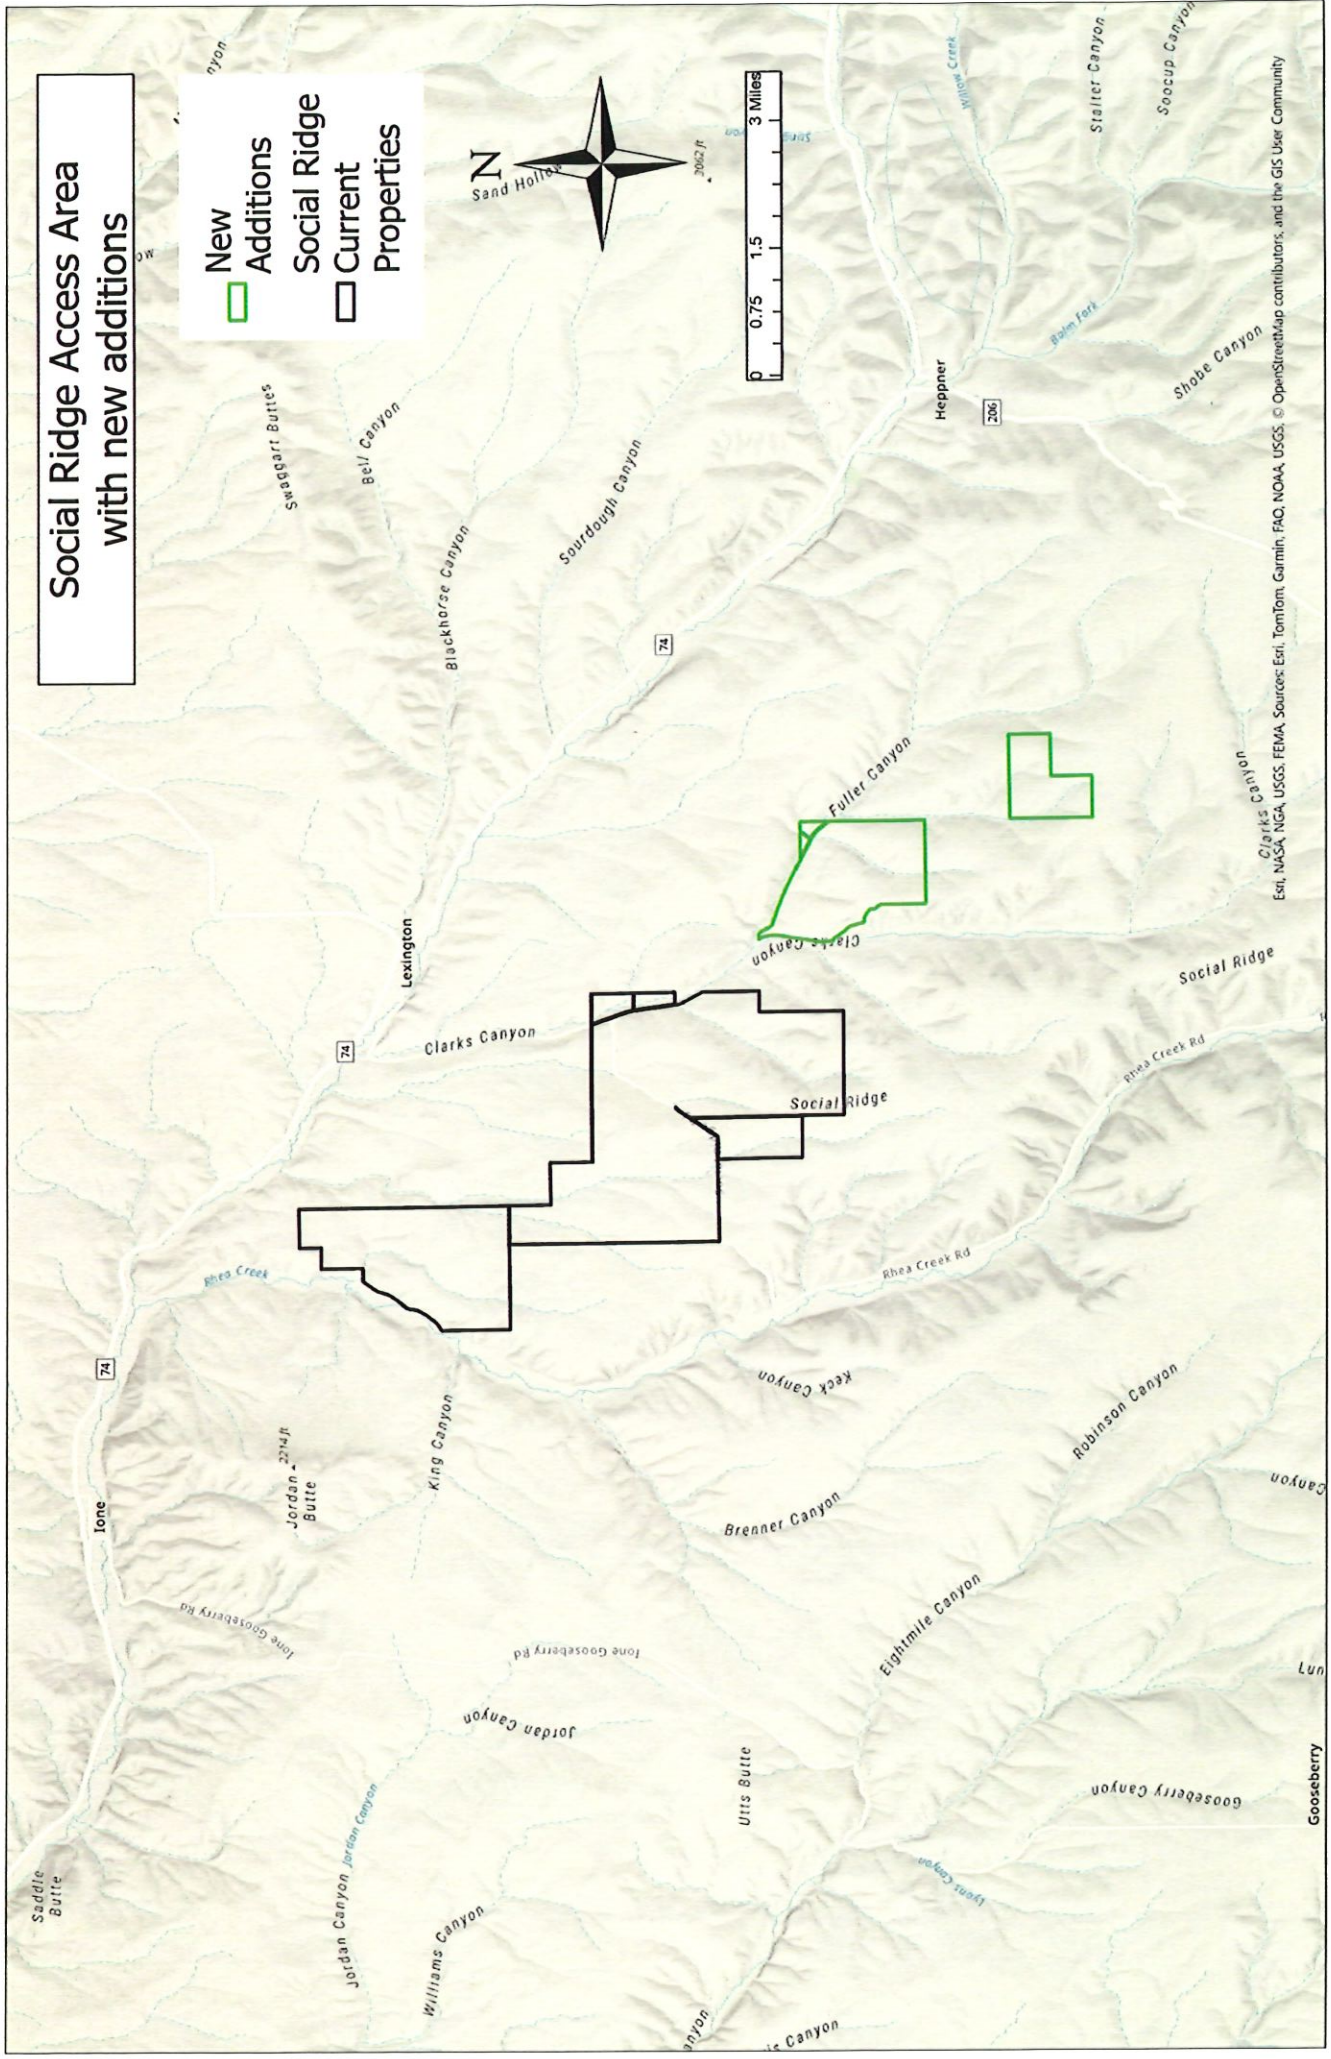 Social Ridge Access Area
with new additions
New
Additions
Social Ridge
Current
Properties
N
0 0.75 1.5 3 Miles
Saddle
Butte
Ione
74
Ione Gooseberry Rd
Jordan
Butte
2214 ft
Rhea Creek
74
Lexington
Swaggart Buttes
Bell Canyon
Blackhorse Canyon
Sand Hollow
Jordan Canyon
Jordan Canyon
Williams Canyon
Jordan Canyon
Ione Gooseberry Rd
King Canyon
Clarks Canyon
Sourdough Canyon
74
3062 ft
Utts Butte
Brenner Canyon
Keck Canyon
Social Ridge
Clarks Canyon
Fuller Canyon
Canyon
Lyons Canyon
Eightmile Canyon
Rhea Creek Rd
Heppner
206
Willow Creek
Balm Fork
Stalter Canyon
Soocup Canyon
Shobe Canyon
Gooseberry Canyon
Robinson Canyon
Rhea Creek Rd
Social Ridge
Clarks Canyon
Gooseberry
Canyon
Esri, NASA, NGA, USGS, FEMA, Sources: Esri, TomTom, Garmin, FAO, NOAA, USGS, © OpenStreetMap contributors, and the GIS User Community